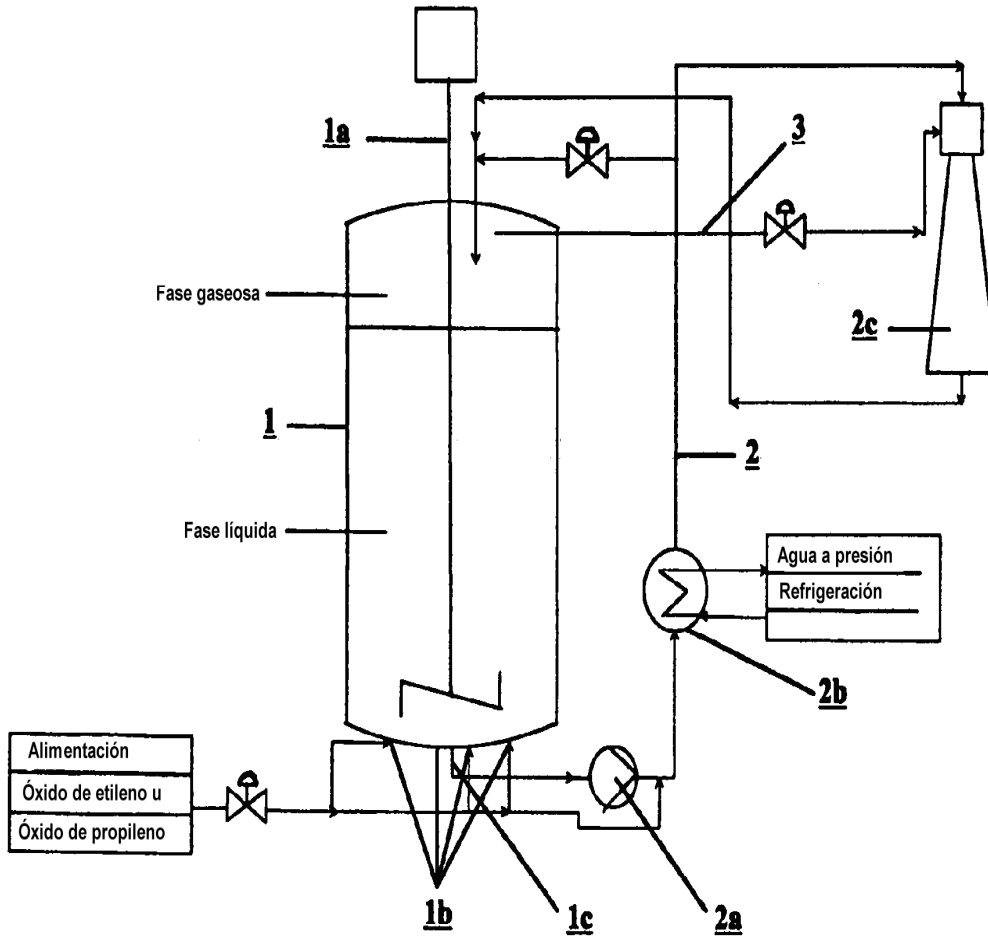 1a
3
Fase gaseosa
2c
1
2
Fase líquida
Agua a presión
Refrigeración
2b
Alimentación
Óxido de etileno u
Óxido de propileno
1b
1c
2a